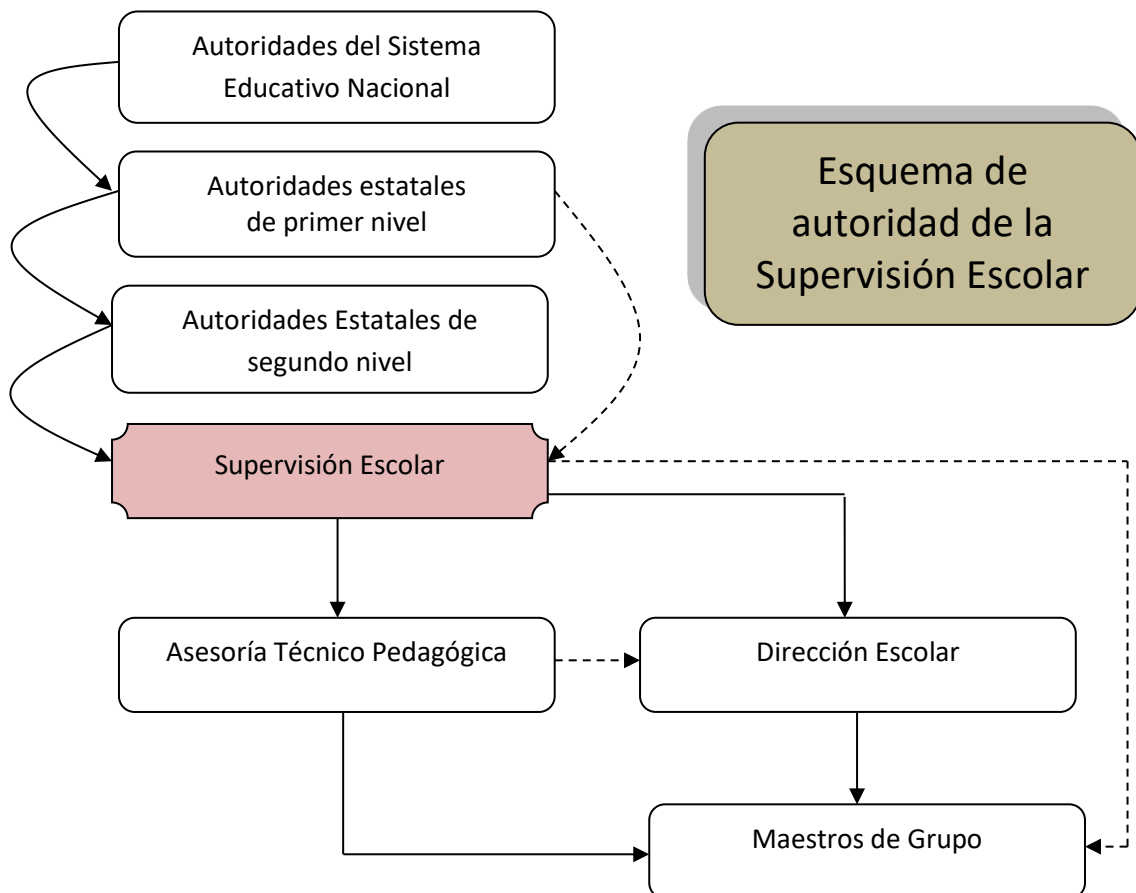 Autoridades del Sistema
Educativo Nacional
Autoridades estatales
de primer nivel
Esquema de
autoridad de la
Supervisión Escolar
Autoridades Estatales de
segundo nivel
Supervisión Escolar
Asesoría Técnico Pedagógica
Dirección Escolar
Maestros de Grupo